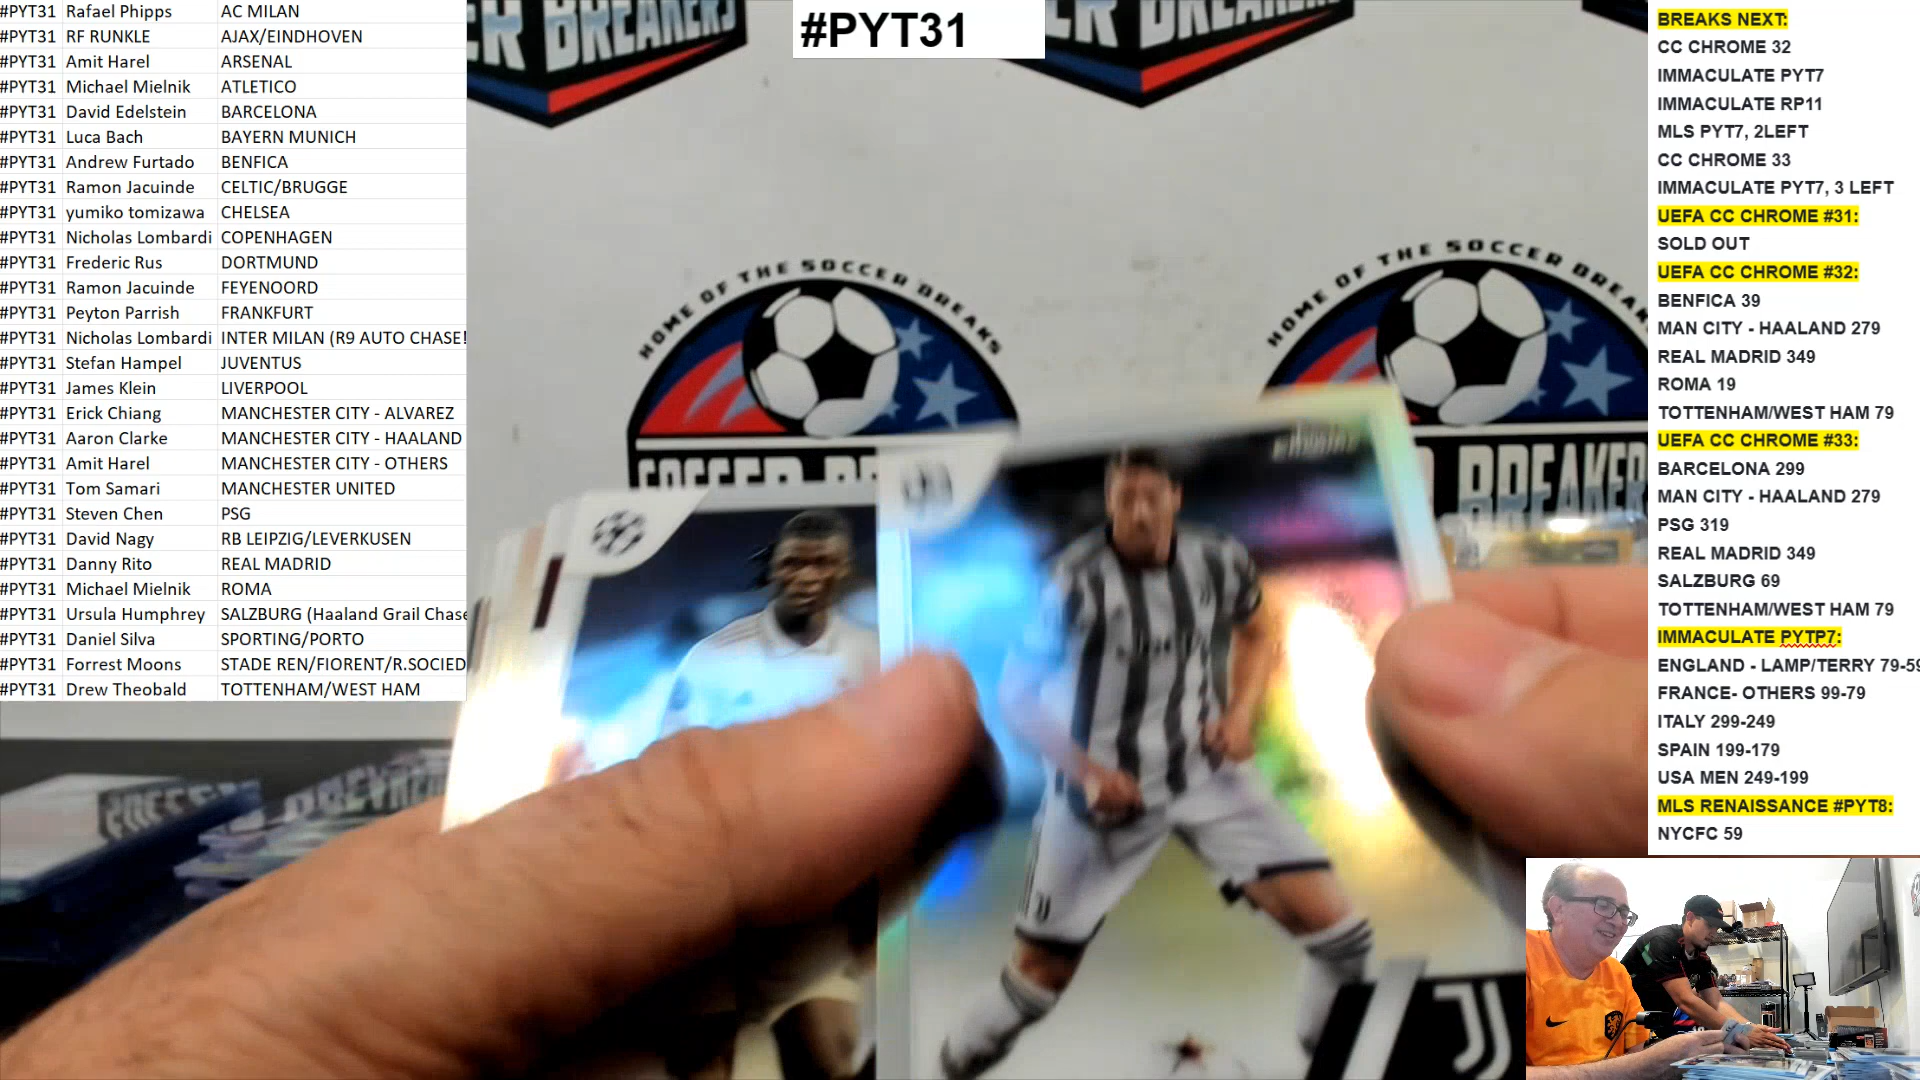 #PYT31 Rafael Phipps AC MILAN
#PYT31 RF RUNKLE AJAX/EINDHOVEN
#PYT31 Amit Harel ARSENAL
#PYT31 Michael Mielnik ATLETICO
#PYT31 David Edelstein BARCELONA
#PYT31 Luca Bach BAYERN MUNICH
#PYT31 Andrew Furtado BENFICA
#PYT31 Ramon Jacuinde CELTIC/BRUGGE
#PYT31 yumiko tomizawa CHELSEA
#PYT31 Nicholas Lombardi COPENHAGEN
#PYT31 Frederic Rus DORTMUND
#PYT31 Ramon Jacuinde FEYENOORD
#PYT31 Peyton Parrish FRANKFURT
#PYT31 Nicholas Lombardi INTER MILAN (R9 AUTO CHASE!
#PYT31 Stefan Hampel JUVENTUS
#PYT31 James Klein LIVERPOOL
#PYT31 Erick Chiang MANCHESTER CITY - ALVAREZ
#PYT31 Aaron Clarke MANCHESTER CITY - HAALAND
#PYT31 Amit Harel MANCHESTER CITY - OTHERS
#PYT31 Tom Samari MANCHESTER UNITED
#PYT31 Steven Chen PSG
#PYT31 David Nagy RB LEIPZIG/LEVERKUSEN
#PYT31 Danny Rito REAL MADRID
#PYT31 Michael Mielnik ROMA
#PYT31 Ursula Humphrey SALZBURG (Haaland Grail Chase
#PYT31 Daniel Silva SPORTING/PORTO
#PYT31 Forrest Moons STADE REN/FIORENT/R.SOCIED
#PYT31 Drew Theobald TOTTENHAM/WEST HAM
#PYT31
BREAKERS
HOME OF THE SOCCER BREAKS
HOME OF THE SOCCER BREAKS
BREAKER
BREAKS NEXT:
CC CHROME 32
IMMACULATE PYT7
IMMACULATE RP11
MLS PYT7, 2LEFT
CC CHROME 33
IMMACULATE PYT7, 3 LEFT
UEFA CC CHROME #31:
SOLD OUT
UEFA CC CHROME #32:
BENFICA 39
MAN CITY - HAALAND 279
REAL MADRID 349
ROMA 19
TOTTENHAM/WEST HAM 79
UEFA CC CHROME #33:
BARCELONA 299
MAN CITY - HAALAND 279
PSG 319
REAL MADRID 349
SALZBURG 69
TOTTENHAM/WEST HAM 79
IMMACULATE PYTP7:
ENGLAND - LAMP/TERRY 79-59
FRANCE- OTHERS 99-79
ITALY 299-249
SPAIN 199-179
USA MEN 249-199
MLS RENAISSANCE #PYT8:
NYCFC 59